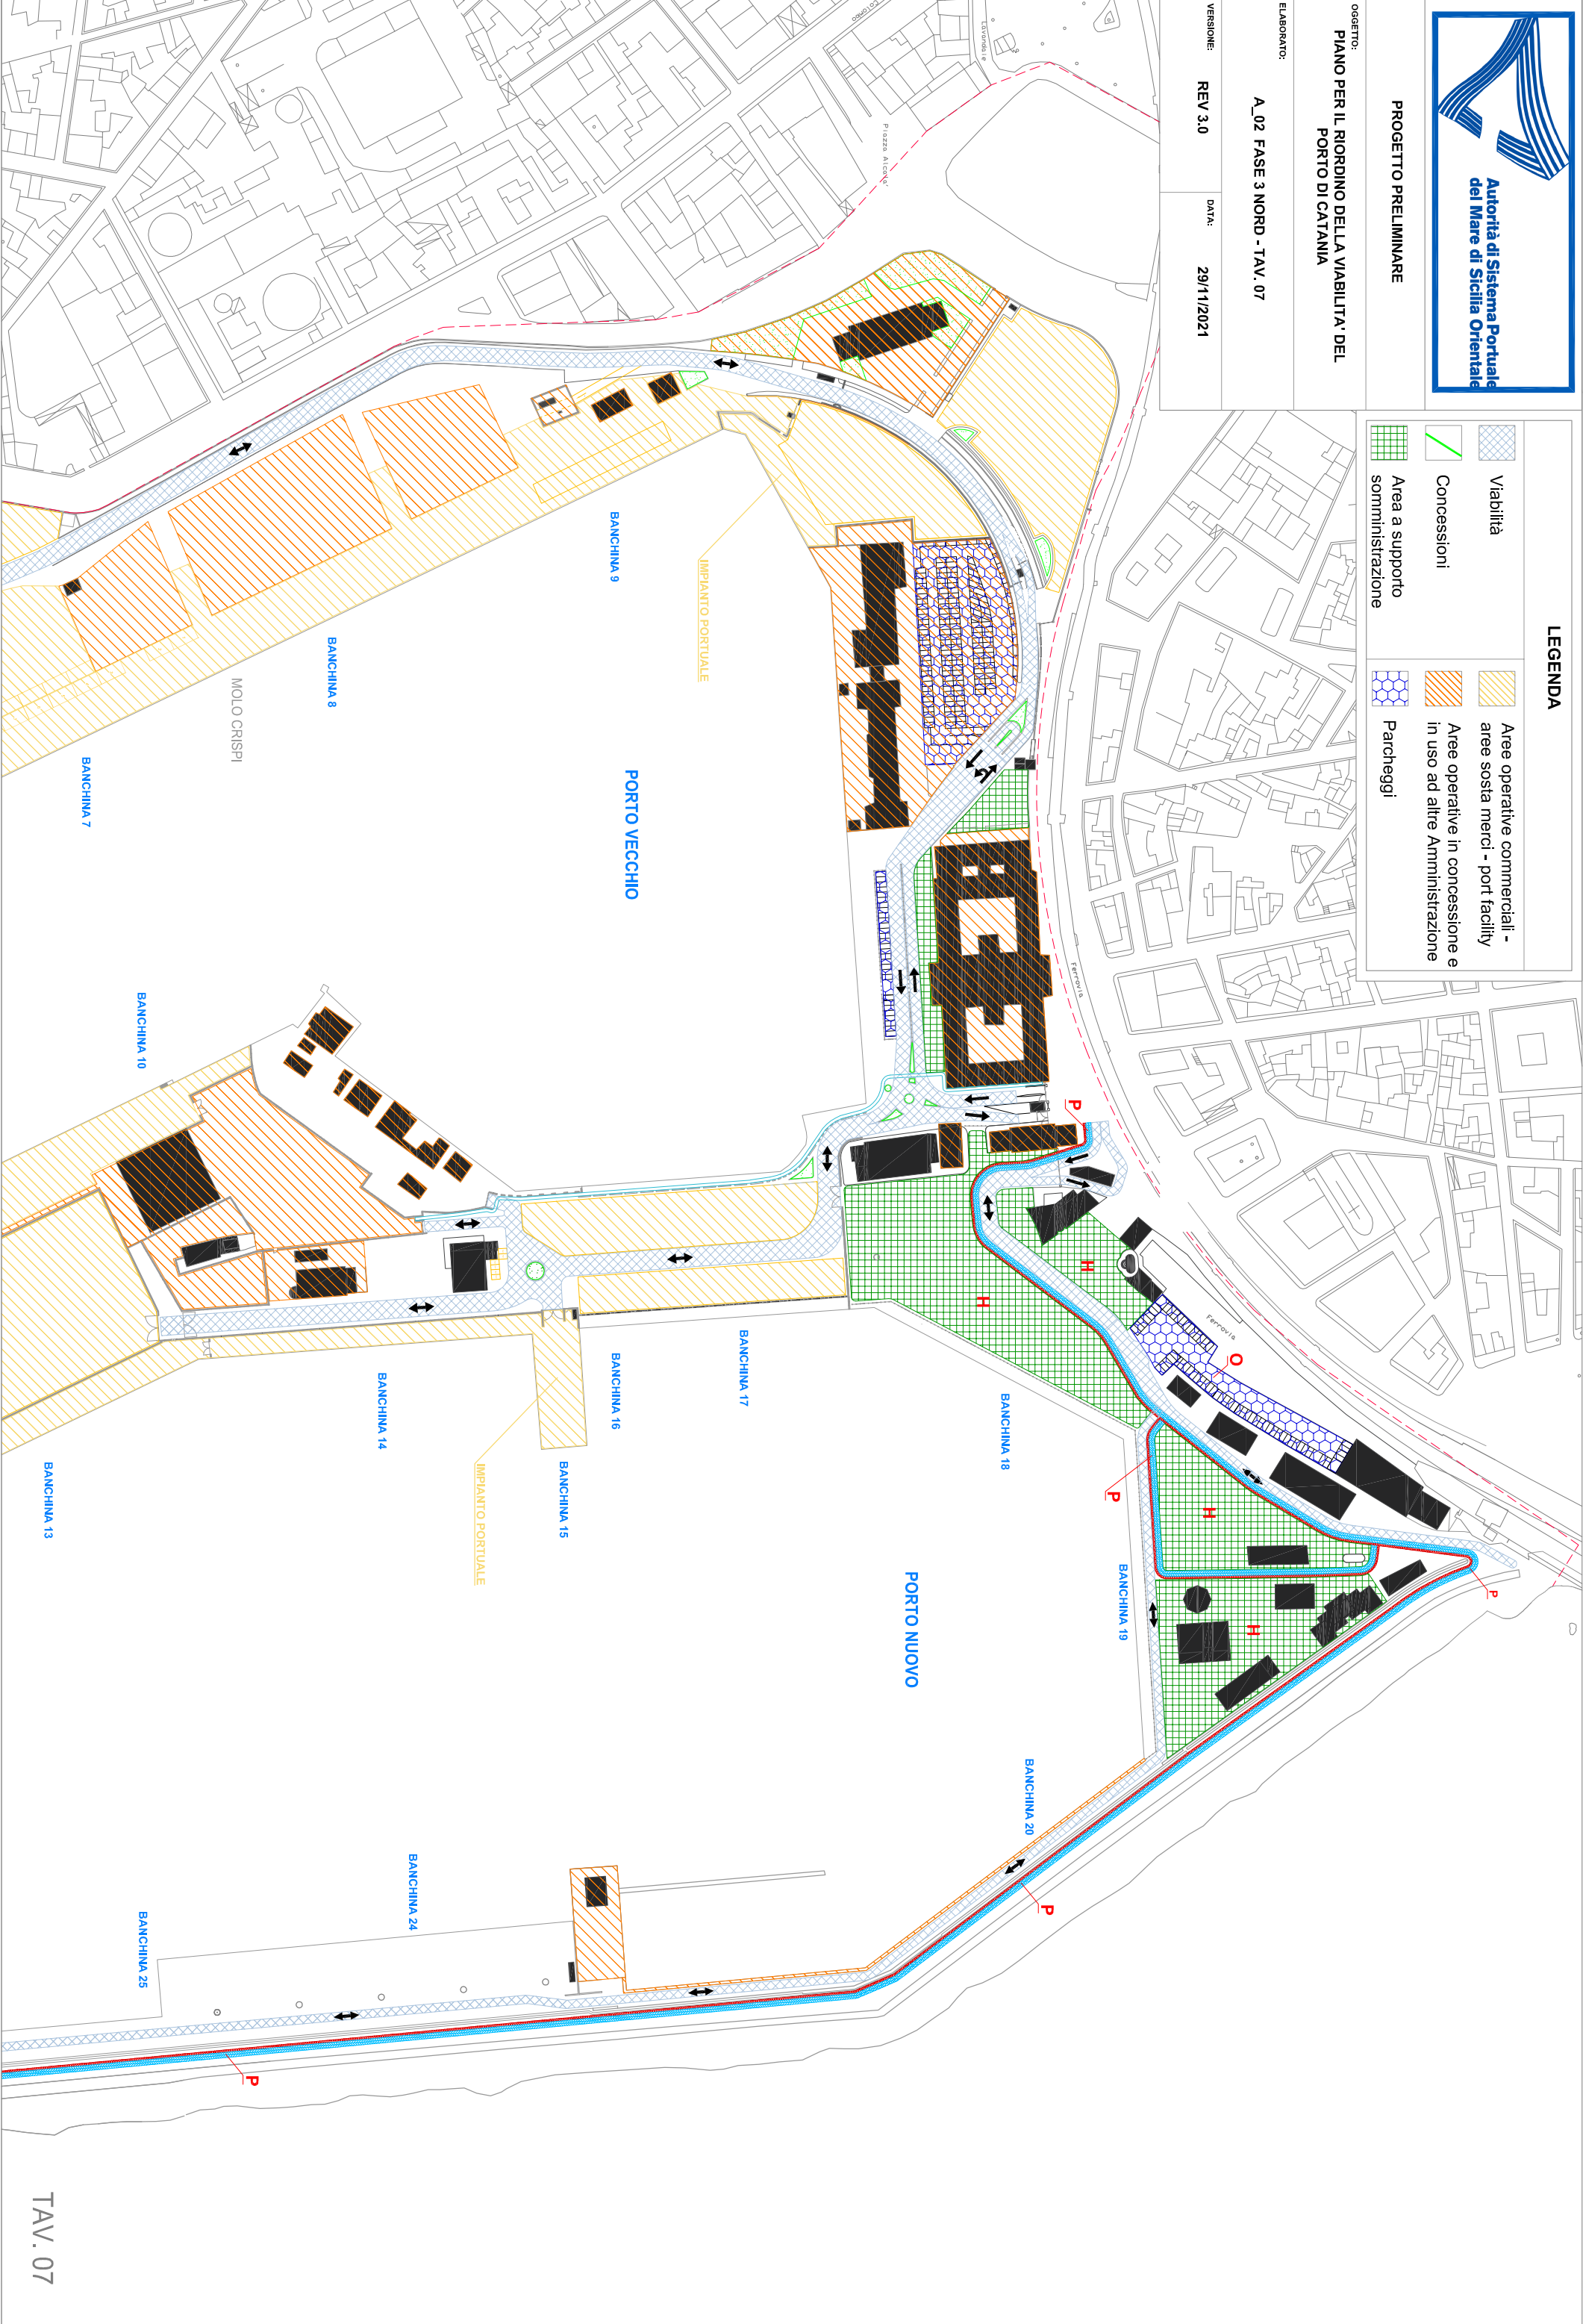 Autorità di Sistema Portuale
del Mare di Sicilia Orientale
PROGETTO PRELIMINARE
OGGETTO:
PIANO PER IL RIORDINO DELLA VIABILITA' DEL
PORTO DI CATANIA
ELABORATO:
A_02 FASE 3 NORD - TAV. 07
VERSIONE:
REV 3.0
DATA:
29/11/2021
LEGENDA
Viabilità
Concessioni
Area a supporto
somministrazione
Aree operative commerciali -
aree sosta merci - port facility
Aree operative in concessione e
in uso ad altre Amministrazione
Parcheggi
Lavandaie
Colombo
Piazza Alcala'
Ferrovia
Ferrovia
P
H
H
O
P
H
P
H
P
P
BANCHINA 9
IMPIANTO PORTUALE
BANCHINA 8
MOLO CRISPI
BANCHINA 7
PORTO VECCHIO
BANCHINA 10
BANCHINA 17
BANCHINA 16
BANCHINA 18
BANCHINA 14
BANCHINA 15
IMPIANTO PORTUALE
BANCHINA 13
BANCHINA 19
PORTO NUOVO
BANCHINA 20
BANCHINA 24
BANCHINA 25
TAV. 07